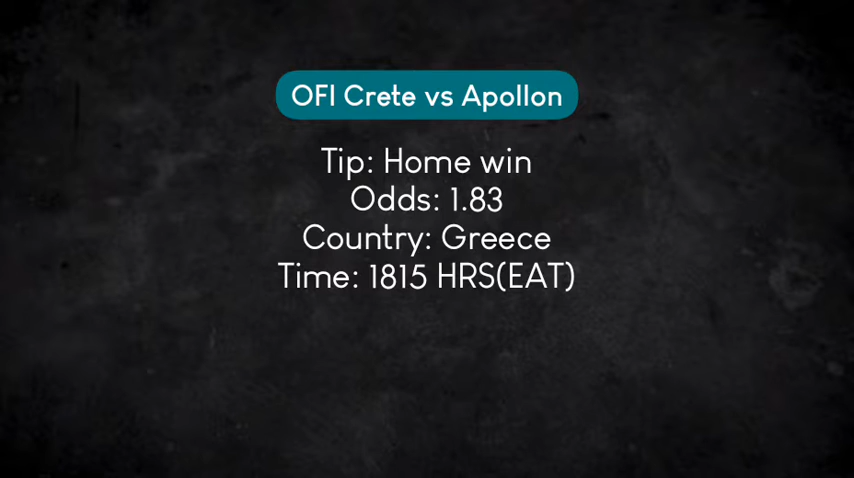 OFI Crete vs Apollon
Tip: Home win
Odds: 1.83
Country: Greece
Time: 1815 HRS(EAT)